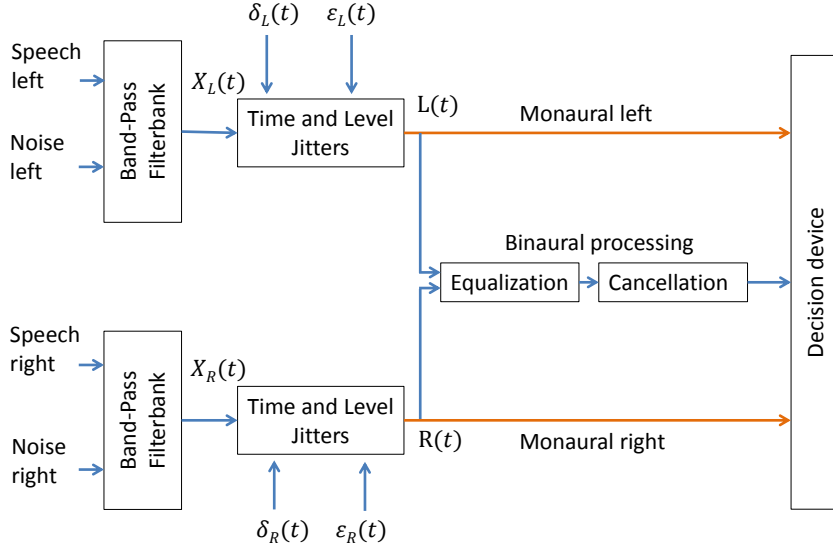 δ_L(t)
ε_L(t)
Speech
left
Noise
left
Band-Pass
Filterbank
X_L(t)
Time and Level
Jitters
L(t)
Monaural left
Binaural processing
Equalization
Cancellation
Decision device
Speech
right
Noise
right
Band-Pass
Filterbank
X_R(t)
Time and Level
Jitters
R(t)
Monaural right
δ_R(t)
ε_R(t)